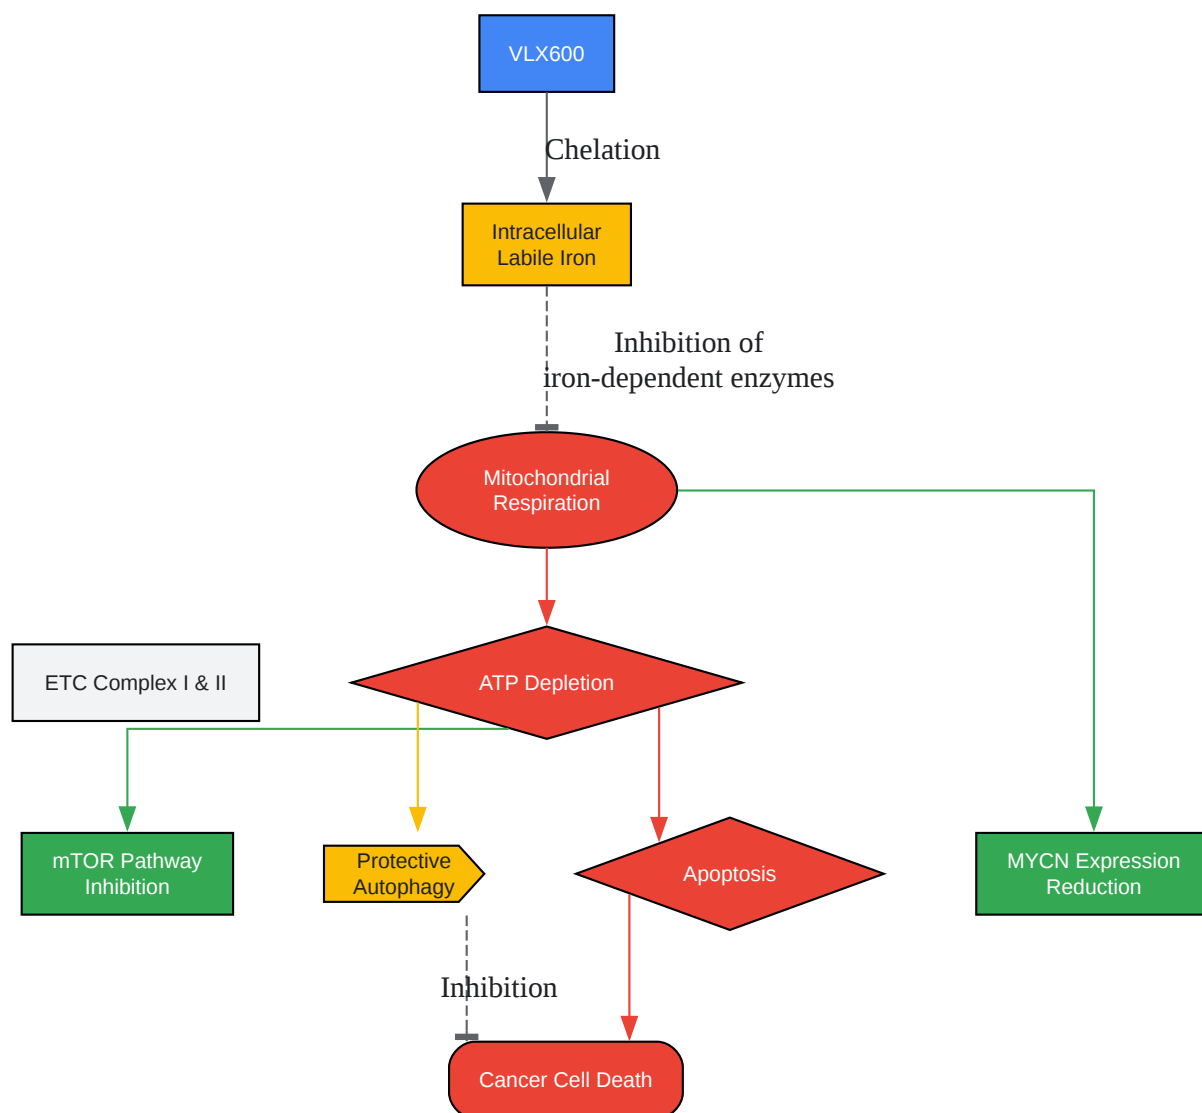 VLX600
Chelation
Intracellular
Labile Iron
Inhibition of
iron-dependent enzymes
Mitochondrial
Respiration
ETC Complex I & II
ATP Depletion
mTOR Pathway
Inhibition
Protective
Autophagy
Apoptosis
MYCN Expression
Reduction
Inhibition
Cancer Cell Death